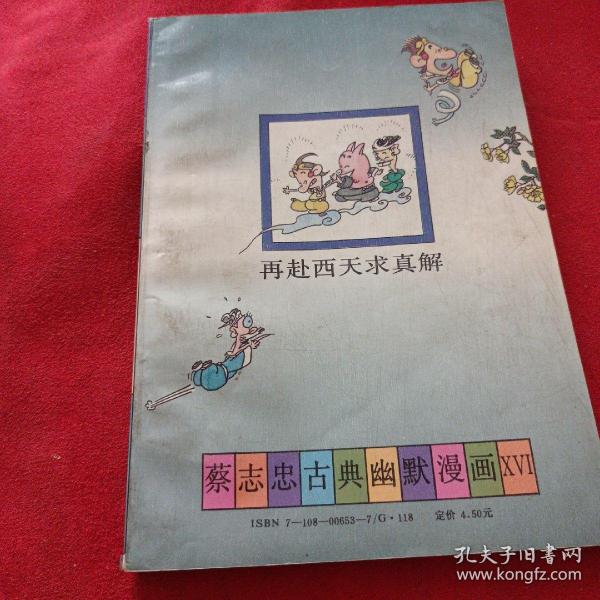 再赴西天求真解
蔡志忠古典幽默漫画XVI
ISBN 7—108—00653—7/G·118 定价 4.50元
孔夫子旧书网
www.kongfz.com